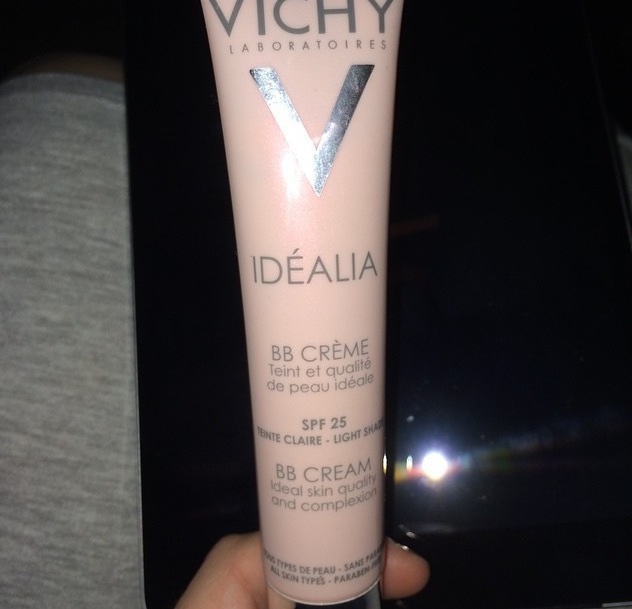 VICHY
LABORATOIRES
V
IDÉALIA
BB CRÈME
Teint et qualité
de peau idéale
SPF 25
TEINTE CLAIRE - LIGHT SHADE
BB CREAM
Ideal skin quality
and complexion
TYPES DE PEAU - SANS
ALL SKIN TYPES - PARABEN-FREE